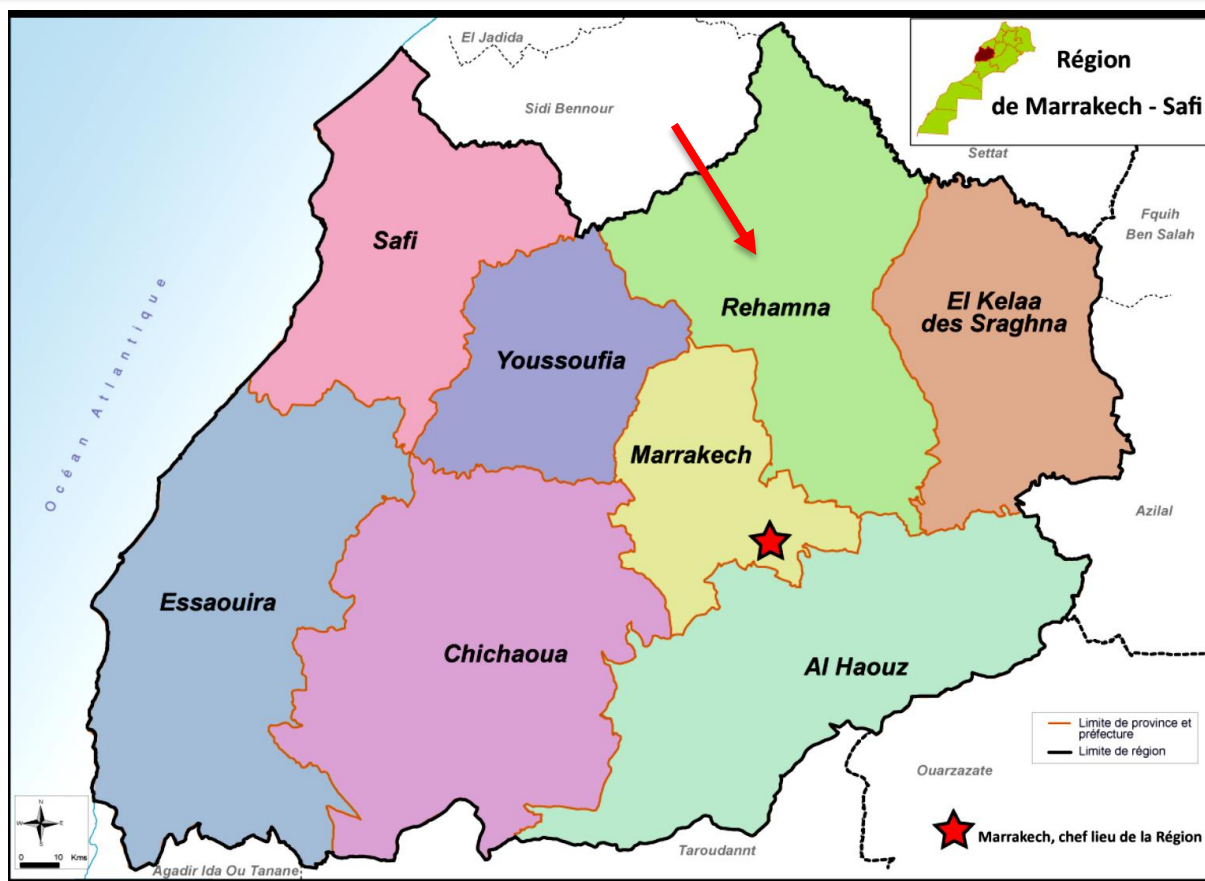 El Jadida
Région
de Marrakech - Safi
Sidi Bennour
Settat
Fquih
Ben Salah
Safi
Rehamna
El Kelaa
des Sraghna
Youssoufia
Océan Atlantique
Marrakech
Azilal
Essaouira
Chichaoua
Al Haouz
Limite de province et
préfecture
Limite de région
Ouarzazate
N
W
E
S
0 10 Kms
Marrakech, chef lieu de la Région
Taroudannt
Agadir Ida Ou Tanane